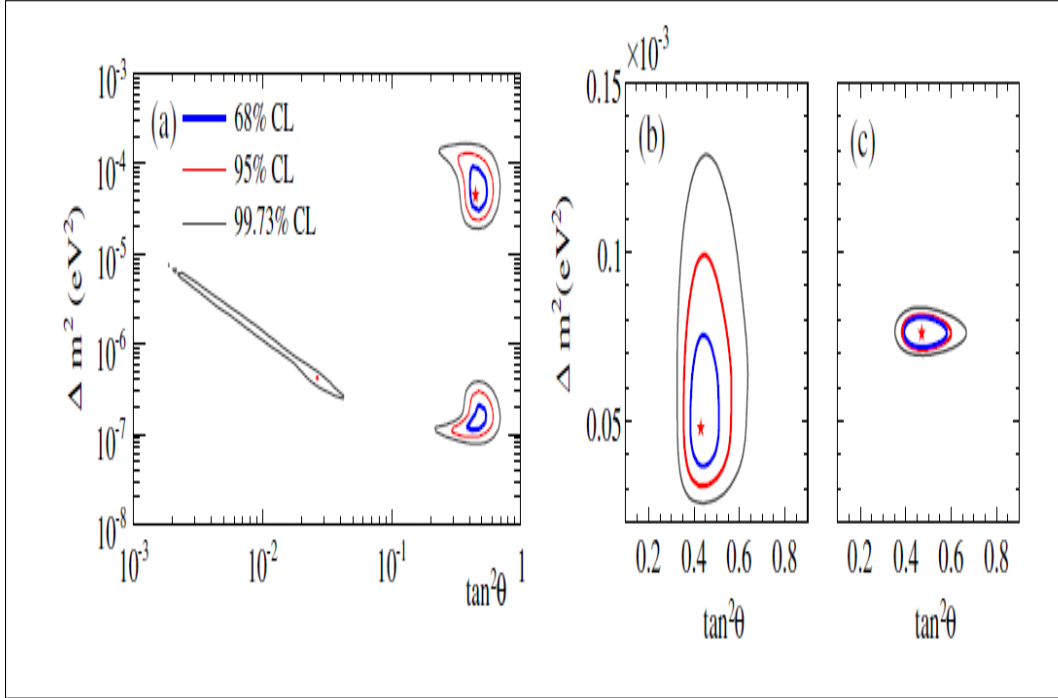 (a)
68% CL
95% CL
99.73% CL
Δ m² (eV²)
10⁻³
10⁻⁴
10⁻⁵
10⁻⁶
10⁻⁷
10⁻⁸
10⁻³ 10⁻² 10⁻¹ 1
tan²θ
×10⁻³
(b)
Δ m²(eV²)
0.15
0.1
0.05
0.2 0.4 0.6 0.8
tan²θ
(c)
0.2 0.4 0.6 0.8
tan²θ